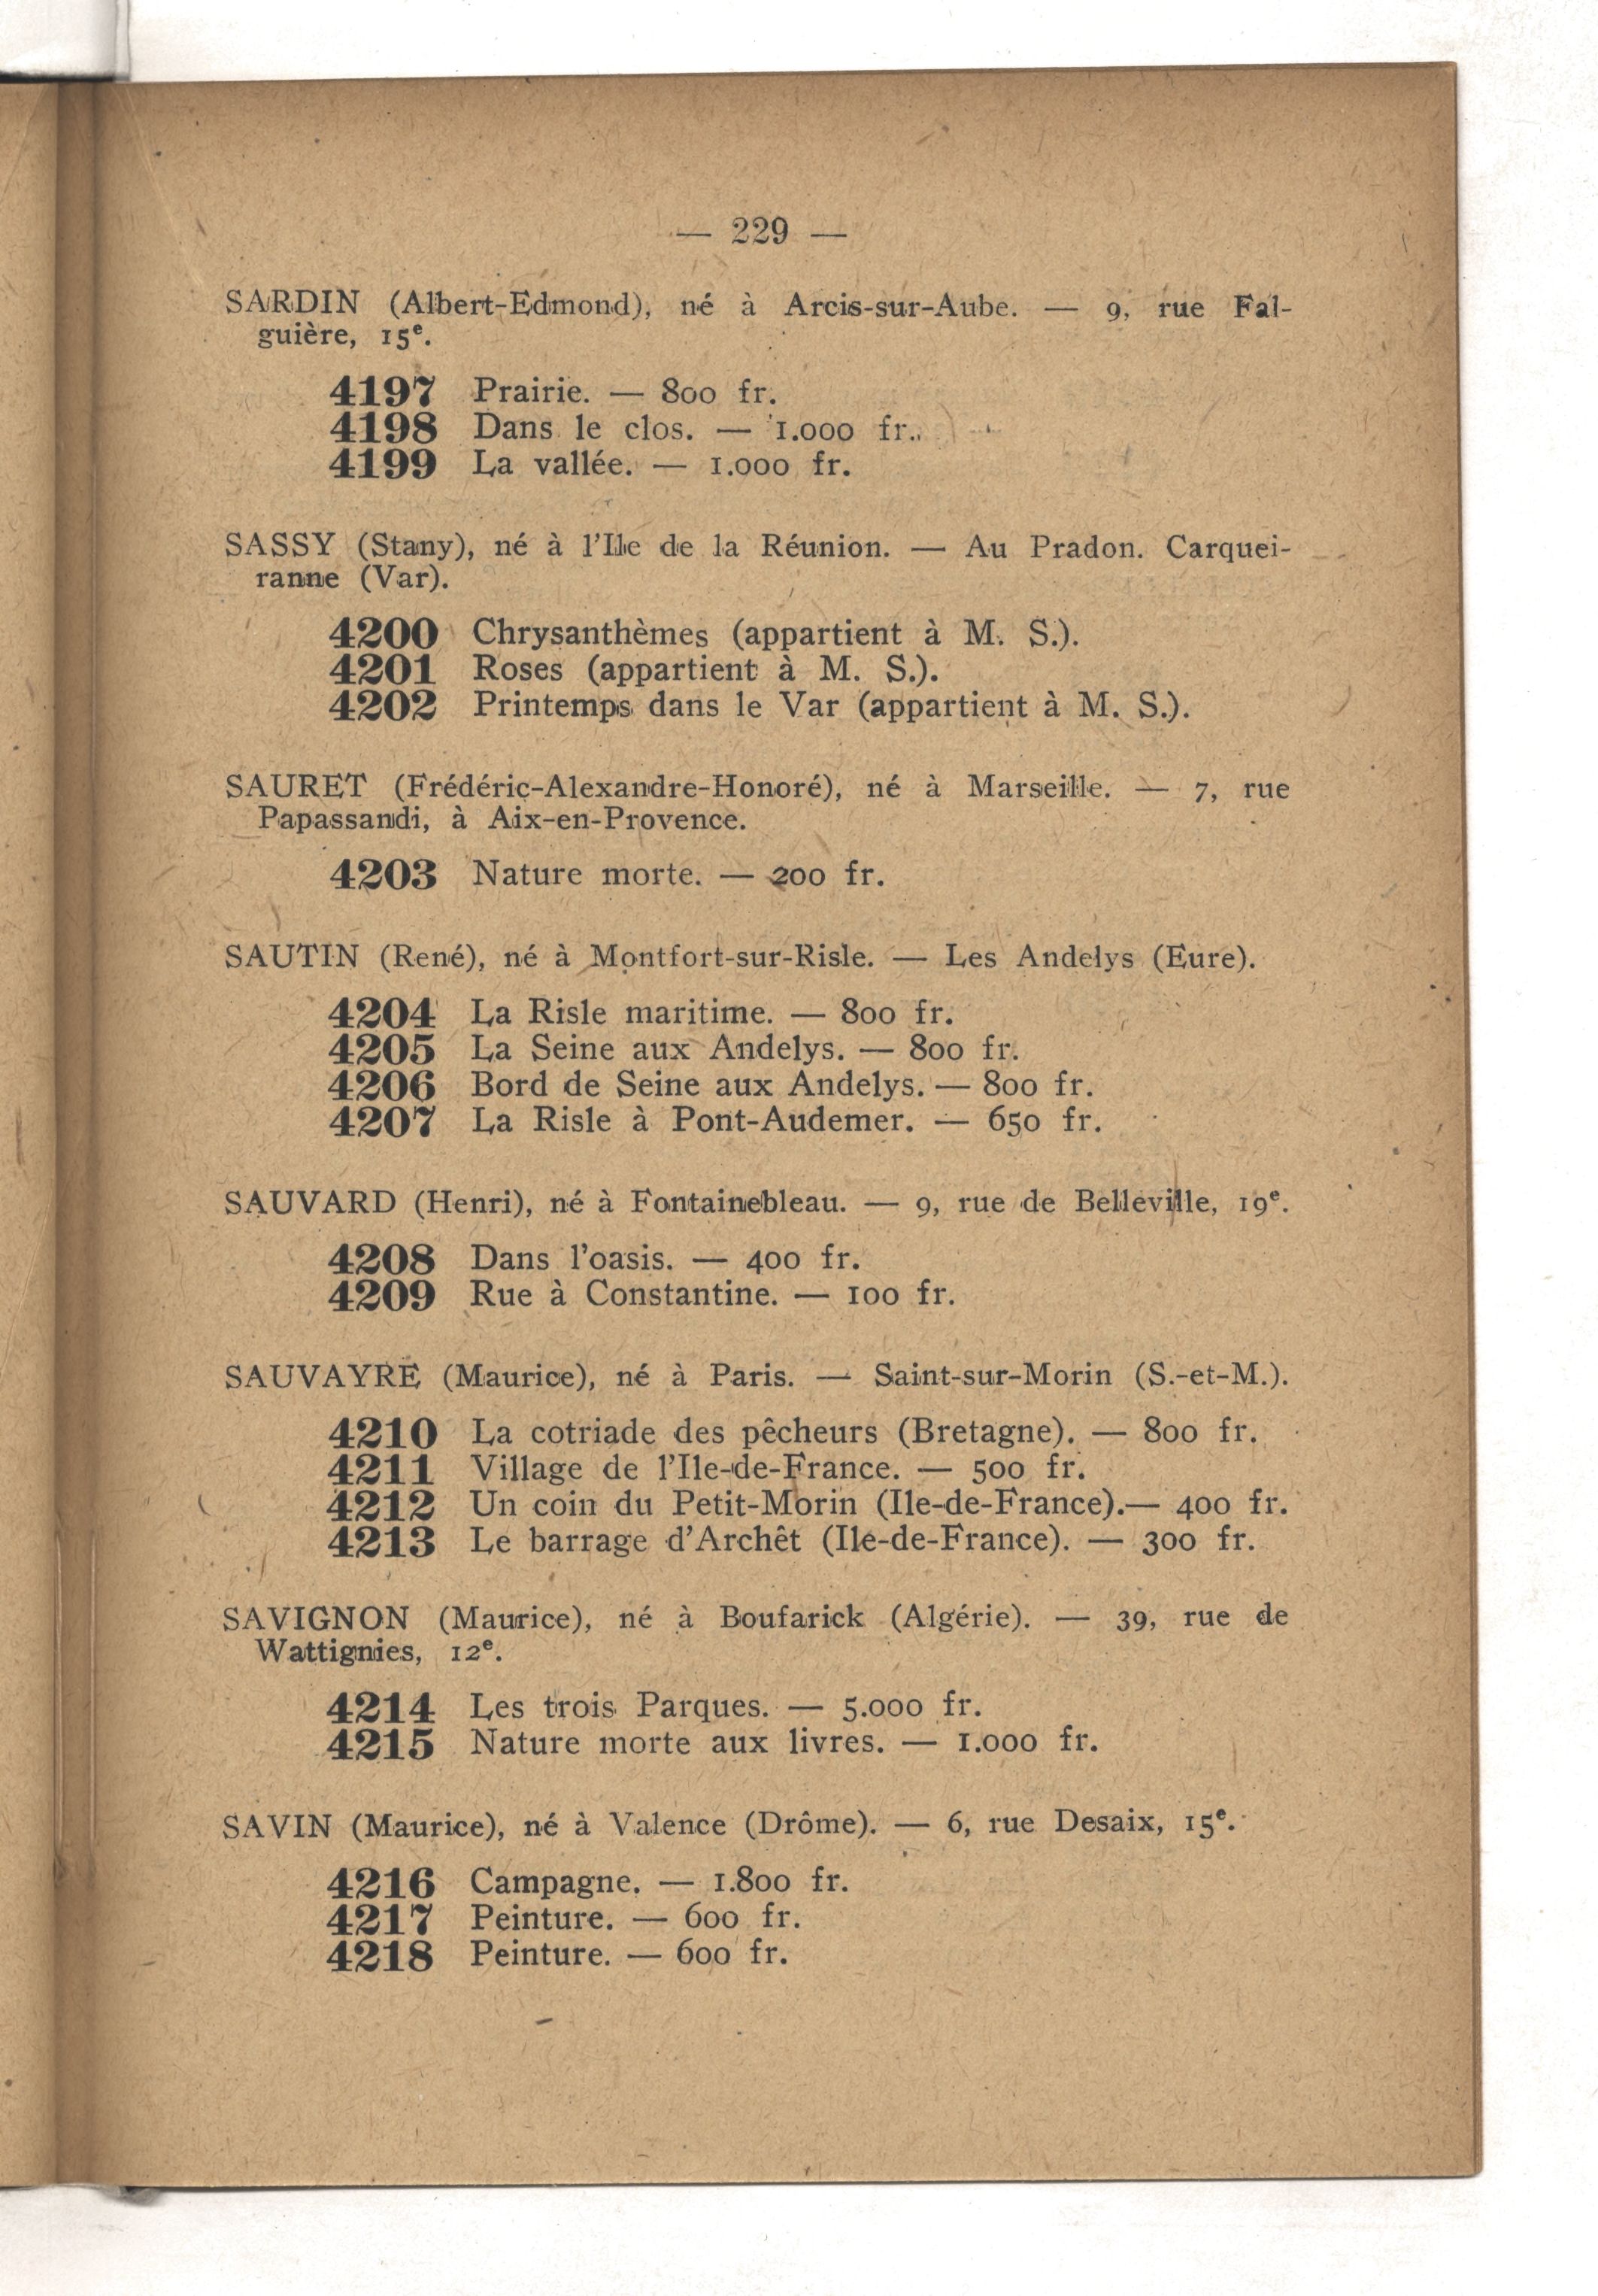 — 229 —
SARDIN (Albert-Edmond), né à Arcis-sur-Aube. — 9, rue Fal-
guière, 15e.
4197 Prairie. — 800 fr.
4198 Dans le clos. — 1.000 fr.
4199 La vallée. — 1.000 fr.
SASSY (Stany), né à l'Ile de la Réunion. — Au Pradon. Carquei-
ranne (Var).
4200 Chrysanthèmes (appartient à M. S.).
4201 Roses (appartient à M. S.).
4202 Printemps dans le Var (appartient à M. S.).
SAURET (Frédéric-Alexandre-Honoré), né à Marseille. — 7, rue
Papassandi, à Aix-en-Provence.
4203 Nature morte. — 200 fr.
SAUTIN (René), né à Montfort-sur-Risle. — Les Andelys (Eure).
4204 La Risle maritime. — 800 fr.
4205 La Seine aux Andelys. — 800 fr.
4206 Bord de Seine aux Andelys. — 800 fr.
4207 La Risle à Pont-Audemer. — 650 fr.
SAUVARD (Henri), né à Fontainebleau. — 9, rue de Belleville, 19e.
4208 Dans l'oasis. — 400 fr.
4209 Rue à Constantine. — 100 fr.
SAUVAYRE (Maurice), né à Paris. — Saint-sur-Morin (S.-et-M.).
4210 La cotriade des pêcheurs (Bretagne). — 800 fr.
4211 Village de l'Ile-de-France. — 500 fr.
4212 Un coin du Petit-Morin (Ile-de-France).— 400 fr.
4213 Le barrage d'Archêt (Ile-de-France). — 300 fr.
SAVIGNON (Maurice), né à Boufarick (Algérie). — 39, rue de
Wattignies, 12e.
4214 Les trois Parques. — 5.000 fr.
4215 Nature morte aux livres. — 1.000 fr.
SAVIN (Maurice), né à Valence (Drôme). — 6, rue Desaix, 15e.
4216 Campagne. — 1.800 fr.
4217 Peinture. — 600 fr.
4218 Peinture. — 600 fr.